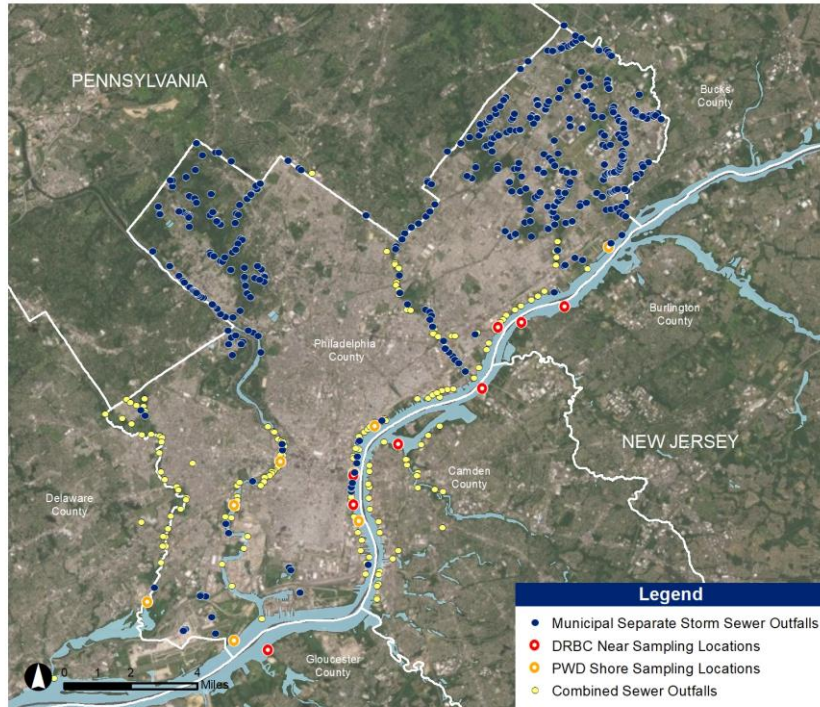 PENNSYLVANIA
Bucks
County
Burlington
County
Philadelphia
County
NEW JERSEY
Camden
County
Delaware
County
Gloucester
County
0 2 4
Miles
Legend
Municipal Separate Storm Sewer Outfalls
DRBC Near Sampling Locations
PWD Shore Sampling Locations
Combined Sewer Outfalls